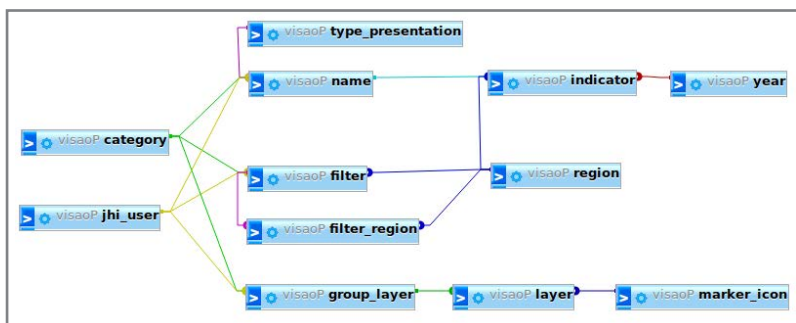 visaoP type_presentation
visaoP name
visaoP indicator
visaoP year
visaoP category
visaoP filter
visaoP region
visaoP jhi_user
visaoP filter_region
visaoP group_layer
visaoP layer
visaoP marker_icon